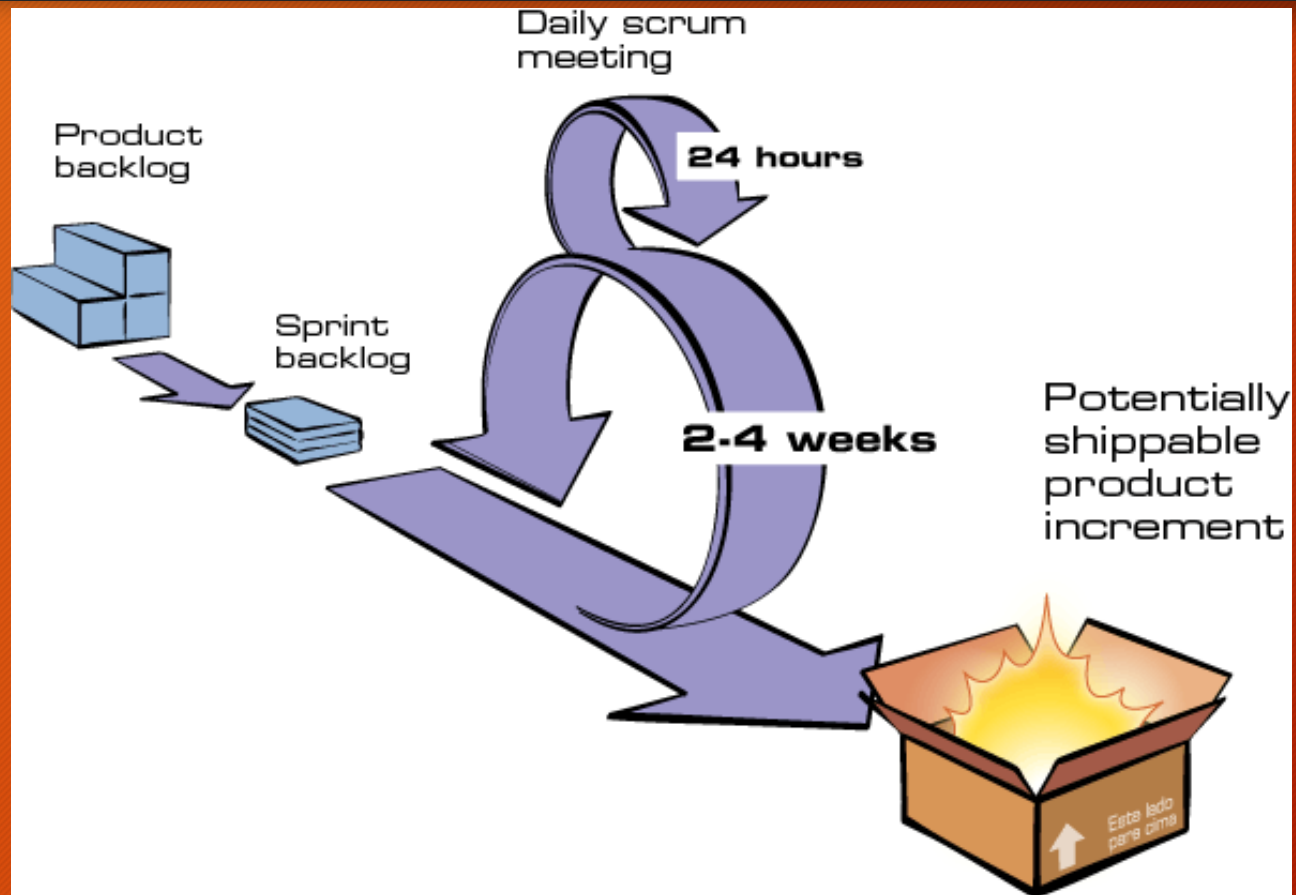 Daily scrum
meeting
24 hours
Product
backlog
Sprint
backlog
2-4 weeks
Potentially
shippable
product
increment
Este lado
para cima